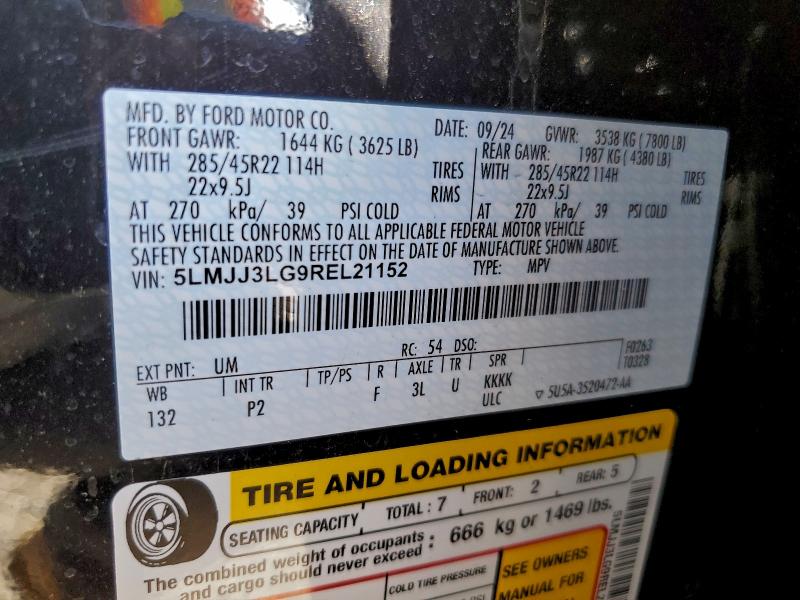 MFD. BY FORD MOTOR CO.
DATE: 09/24 GVWR: 3538 KG ( 7800 LB)
FRONT GAWR: 1644 KG ( 3625 LB)
REAR GAWR: 1987 KG ( 4380 LB)
WITH 285/45R22 114H TIRES
WITH 285/45R22 114H TIRES
22x9.5J RIMS
22x9.5J RIMS
AT 270 kPa/ 39 PSI COLD
AT 270 kPa/ 39 PSI COLD
THIS VEHICLE CONFORMS TO ALL APPLICABLE FEDERAL MOTOR VEHICLE
SAFETY STANDARDS IN EFFECT ON THE DATE OF MANUFACTURE SHOWN ABOVE.
VIN: 5LMJJ3LG9REL21152 TYPE: MPV
EXT PNT: UM RC: 54 DSO: F0263
T0328
WB INT TR TP/PS R AXLE TR SPR
132 P2 F 3L U KKKK
ULC ▽ 5U5A-3520472-AA
TIRE AND LOADING INFORMATION
SEATING CAPACITY TOTAL : 7 FRONT: 2 REAR: 5
The combined weight of occupants : 666 kg or 1469 lbs.
and cargo should never exceed
COLD TIRE PRESSURE
SEE OWNERS
MANUAL FOR